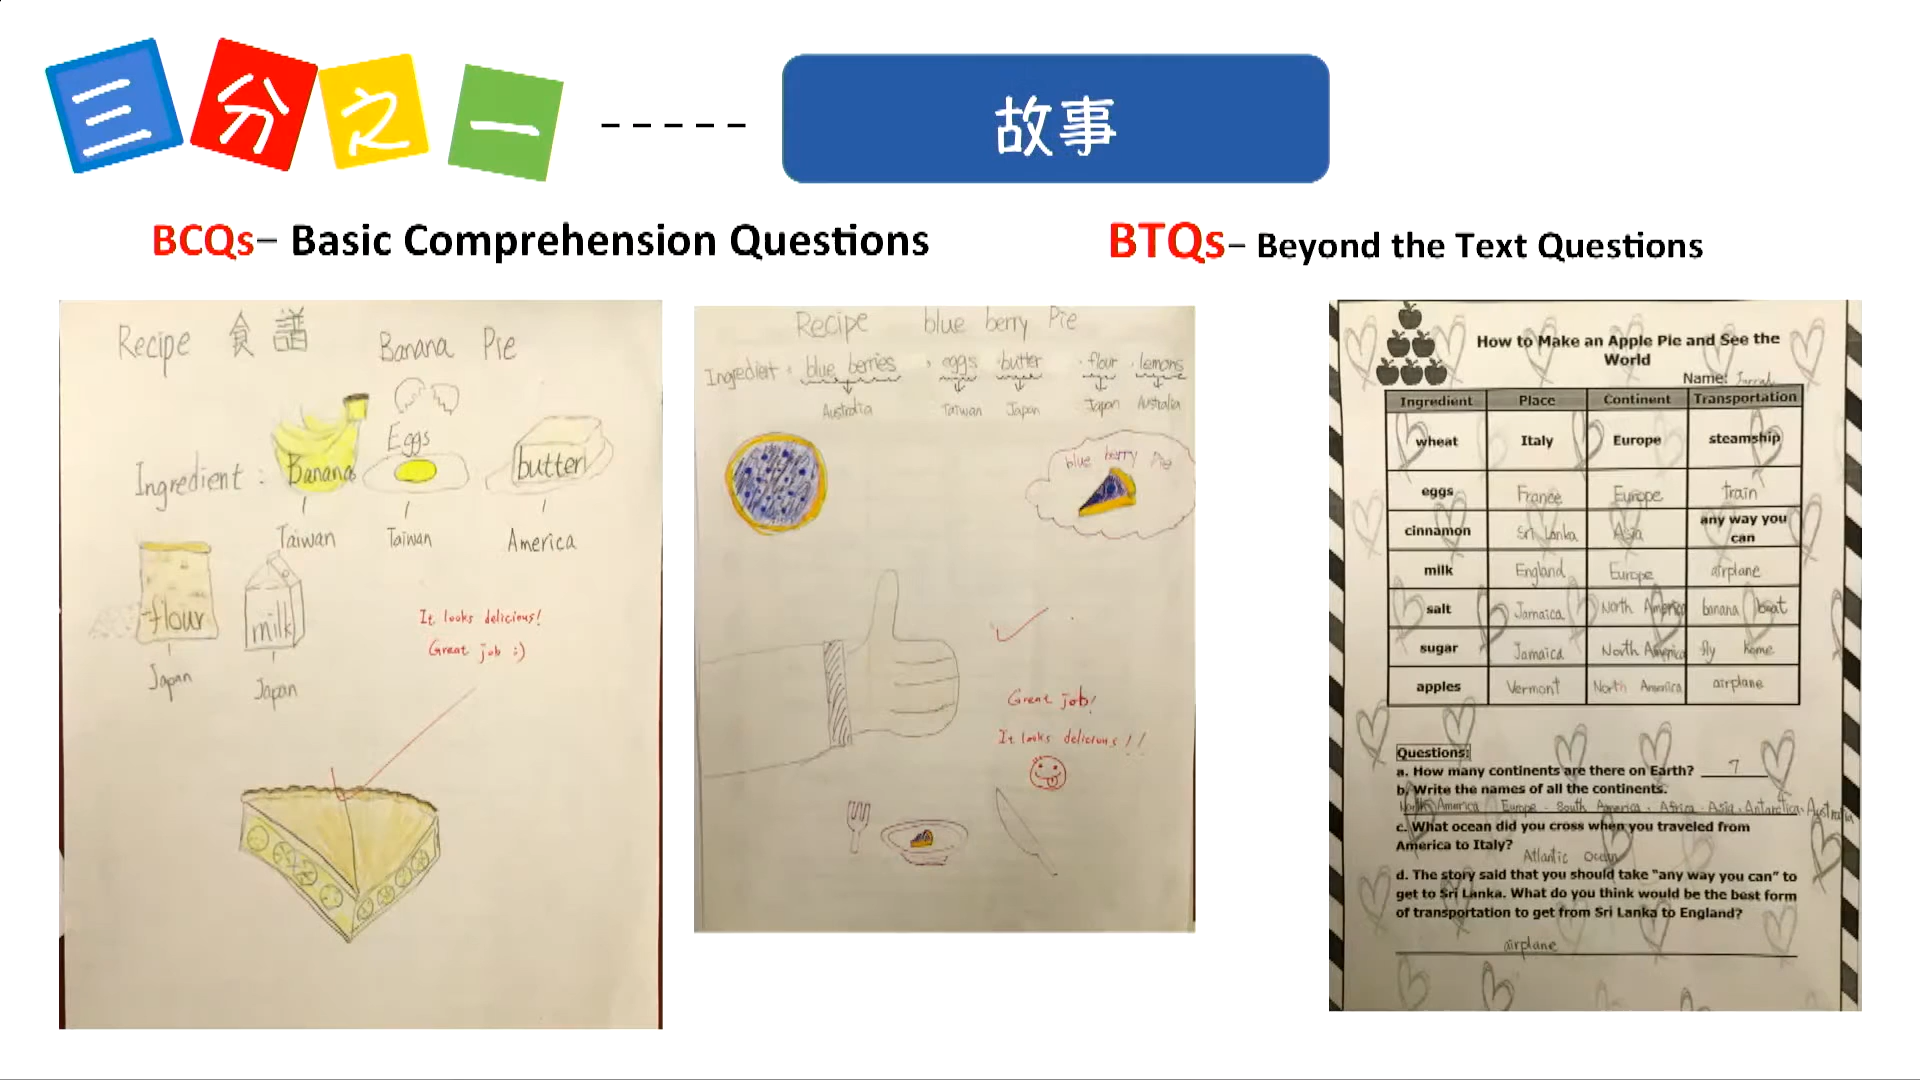 三分之一 ----- 故事
BCQs– Basic Comprehension Questions
BTQs– Beyond the Text Questions
Recipe 食譜 Banana Pie
Ingredient : Banana Eggs butter
Taiwan Taiwan America
flour milk
Japan Japan
It looks delicious!
Great job :)
Recipe blue berry Pie
Ingredient : blue berries , eggs · butter · flour · lemons
Australia Taiwan Japan Japan Australia
blue berry Pie
Great job!
It looks delicious!!
How to Make an Apple Pie and See the
World
Name:
Ingredient Place Continent Transportation
wheat Italy Europe steamship
eggs France Europe train
cinnamon Sri Lanka Asia any way you
can
milk England Europe airplane
salt Jamaica North America banana boat
sugar Jamaica North America fly home
apples Vermont North America airplane
Questions:
a. How many continents are there on Earth? 7
b. Write the names of all the continents.
North America Europe · South America · Africa · Asia · Antarctica · Australia
c. What ocean did you cross when you traveled from
America to Italy?
Atlantic Ocean
d. The story said that you should take "any way you can" to
get to Sri Lanka. What do you think would be the best form
of transportation to get from Sri Lanka to England?
airplane